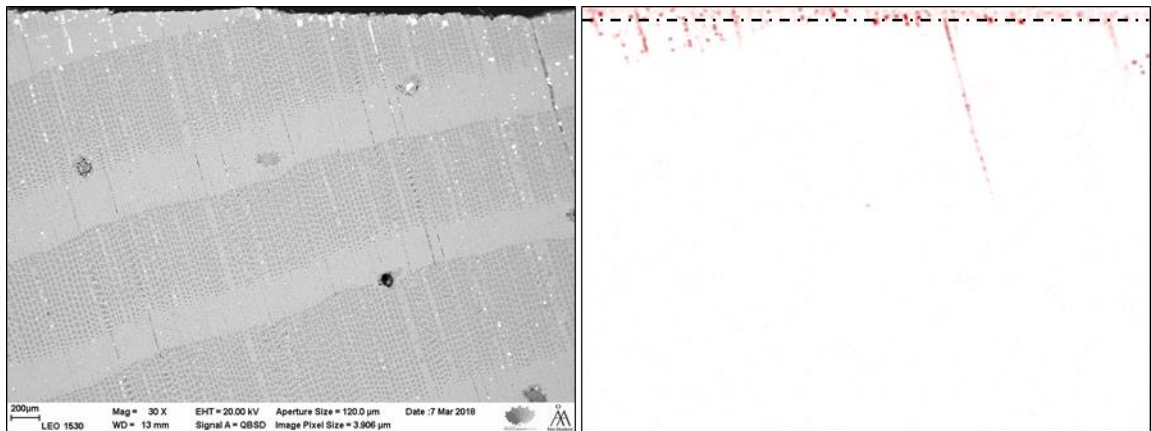 200µm
Mag = 30 X EHT = 20.00 kV Aperture Size = 120.0 µm Date :7 Mar 2018
LEO 1530 WD = 13 mm Signal A = QBSD Image Pixel Size = 3.906 µm